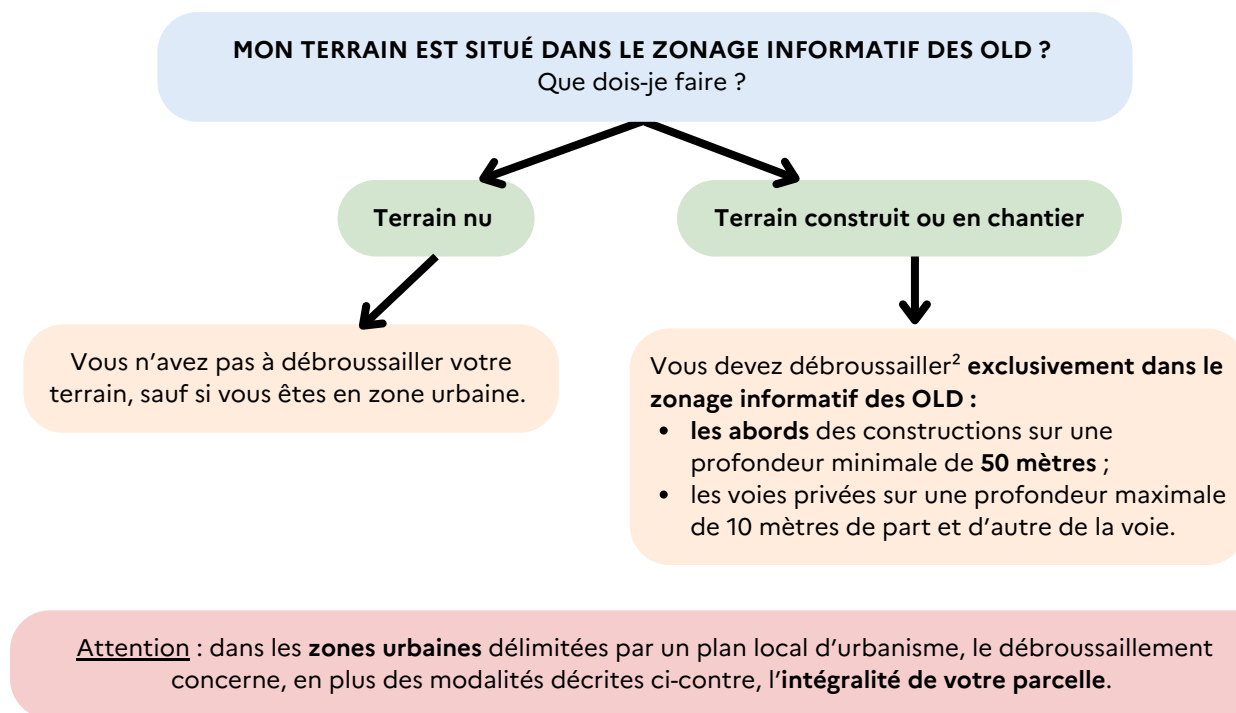 MON TERRAIN EST SITUÉ DANS LE ZONAGE INFORMATIF DES OLD ?
Que dois-je faire ?
Terrain nu
Terrain construit ou en chantier
Vous n’avez pas à débroussailler votre
terrain, sauf si vous êtes en zone urbaine.
Vous devez débroussailler² exclusivement dans le
zonage informatif des OLD :
• les abords des constructions sur une
profondeur minimale de 50 mètres ;
• les voies privées sur une profondeur maximale
de 10 mètres de part et d’autre de la voie.
Attention : dans les zones urbaines délimitées par un plan local d’urbanisme, le débroussaillement
concerne, en plus des modalités décrites ci-contre, l’intégralité de votre parcelle.